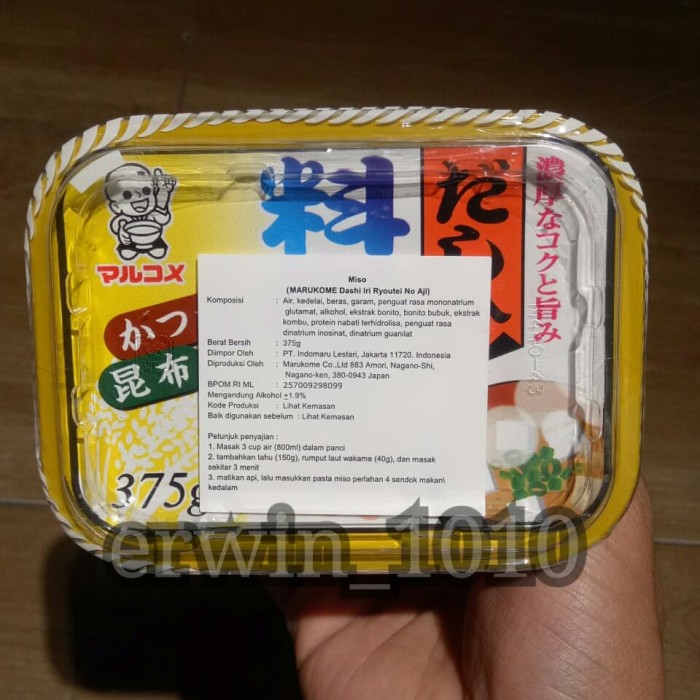 濃厚なコクと旨み
だし入
料
マルコメ
かつ
昆布
375g
Miso
(MARUKOME Dashi Iri Ryoutei No Aji)
Komposisi : Air, kedelai, beras, garam, penguat rasa mononatrium
glutamat, alkohol, ekstrak bonito, bonito bubuk, ekstrak
kombu, protein nabati terhidrolisa, penguat rasa
dinatrium inosinat, dinatrium guanilat
Berat Bersih : 375g
Diimpor Oleh : PT. Indomaru Lestari, Jakarta 11720. Indonesia
Diproduksi Oleh : Marukome Co.,Ltd 883 Amori, Nagano-Shi,
Nagano-ken, 380-0943 Japan
BPOM RI ML : 257009298099
Mengandung Alkohol ±1.9%
Kode Produksi : Lihat Kemasan
Baik digunakan sebelum : Lihat Kemasan
Petunjuk penyajian :
1. Masak 3 cup air (800ml) dalam panci
2. tambahkan tahu (150g), rumput laut wakame (40g), dan masak
sekitar 3 menit
3. matikan api, lalu masukkan pasta miso perlahan 4 sendok makan\
kedalam
erwin_1010